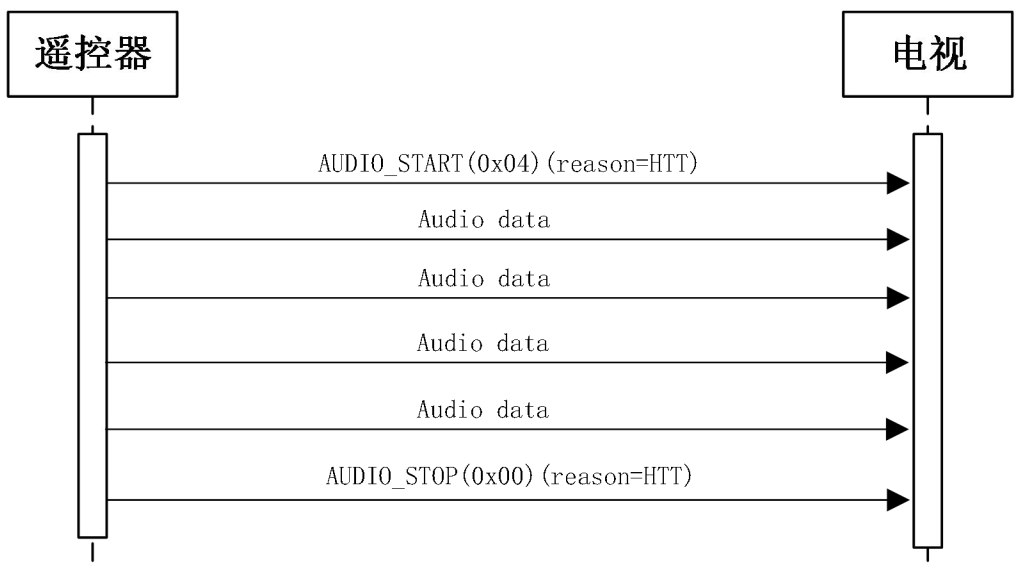 遥控器
电视
AUDIO_START(0x04)(reason=HTT)
Audio data
Audio data
Audio data
Audio data
AUDIO_STOP(0x00)(reason=HTT)